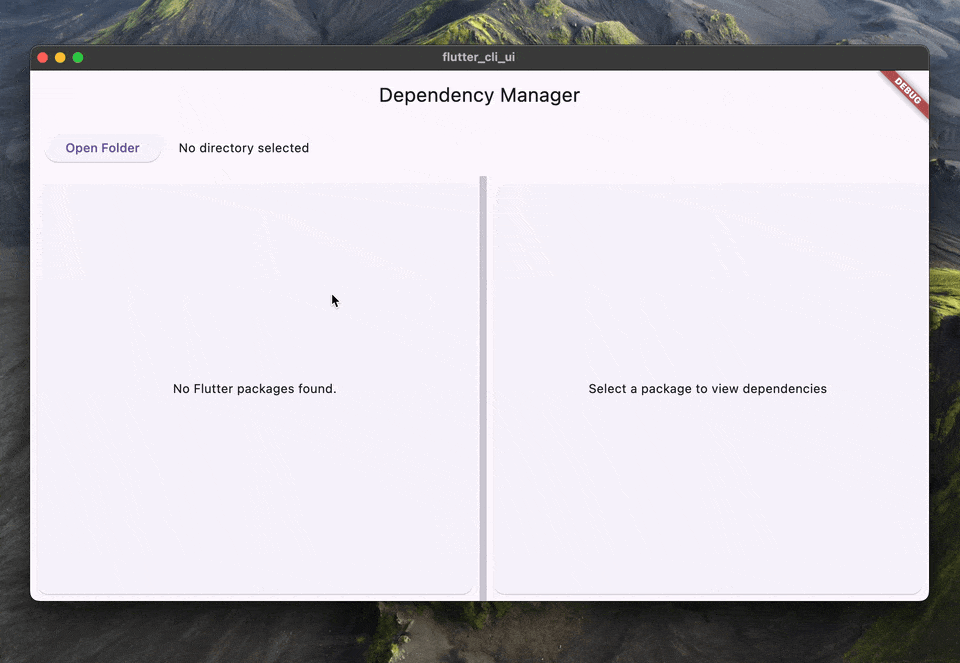 flutter_cli_ui
DEBUG
Dependency Manager
Open Folder
No directory selected
No Flutter packages found.
Select a package to view dependencies